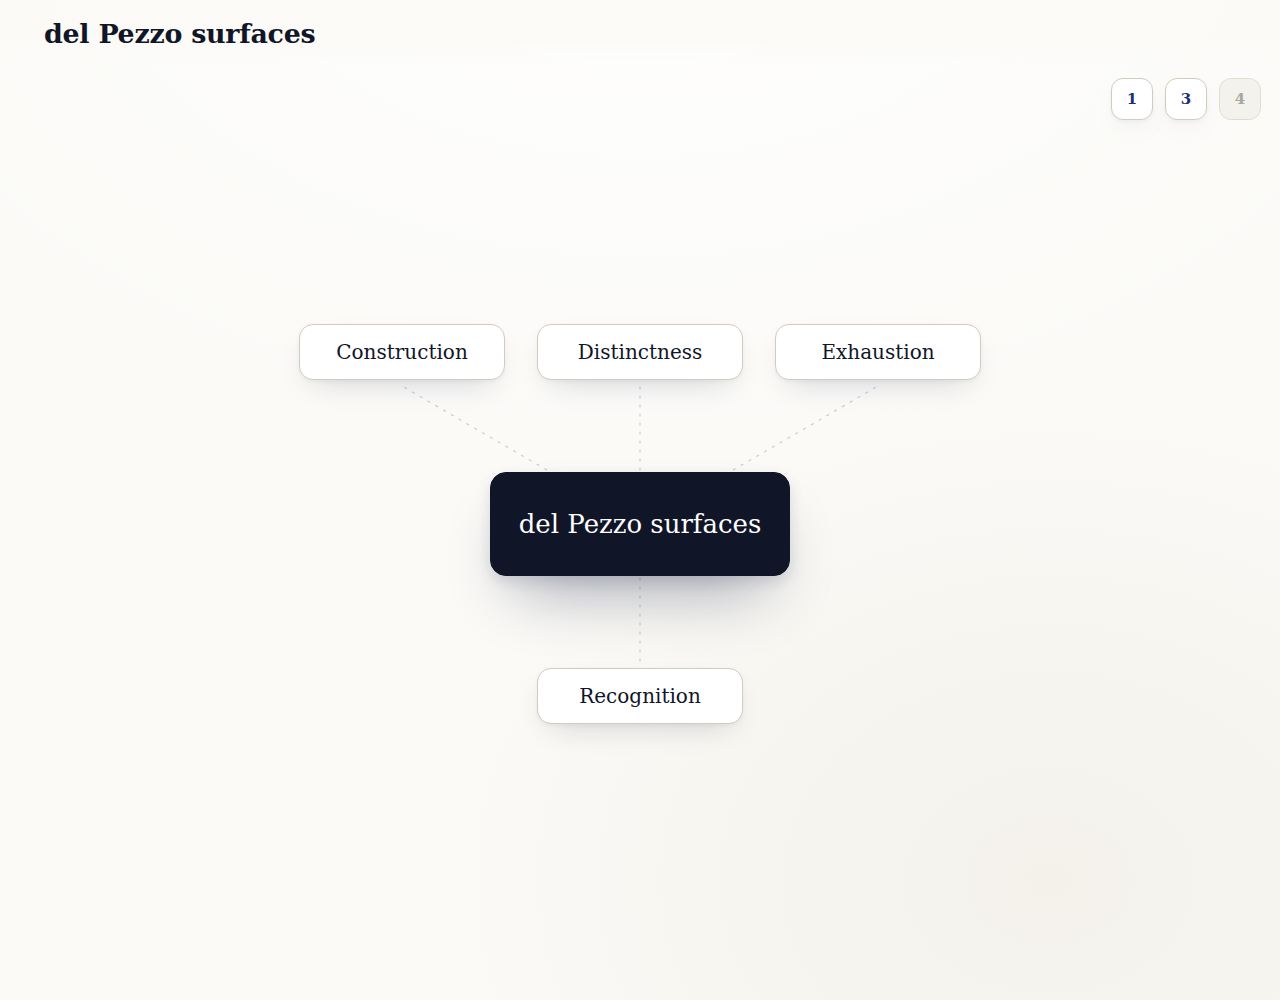 del Pezzo surfaces
1 3 4
Construction Distinctness Exhaustion
del Pezzo surfaces
Recognition